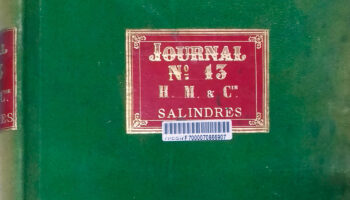 JOURNAL
Nº 13
H. M. & Cie.
SALINDRES